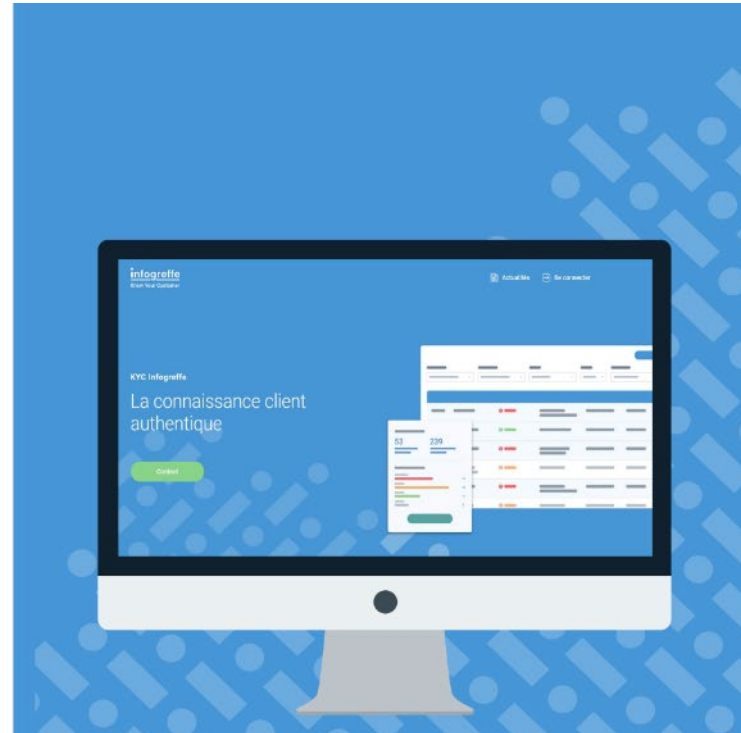 infogreffe
Know Your Customer
Actualités
Se connecter
KYC Infogreffe
La connaissance client
authentique
Contact
53
239